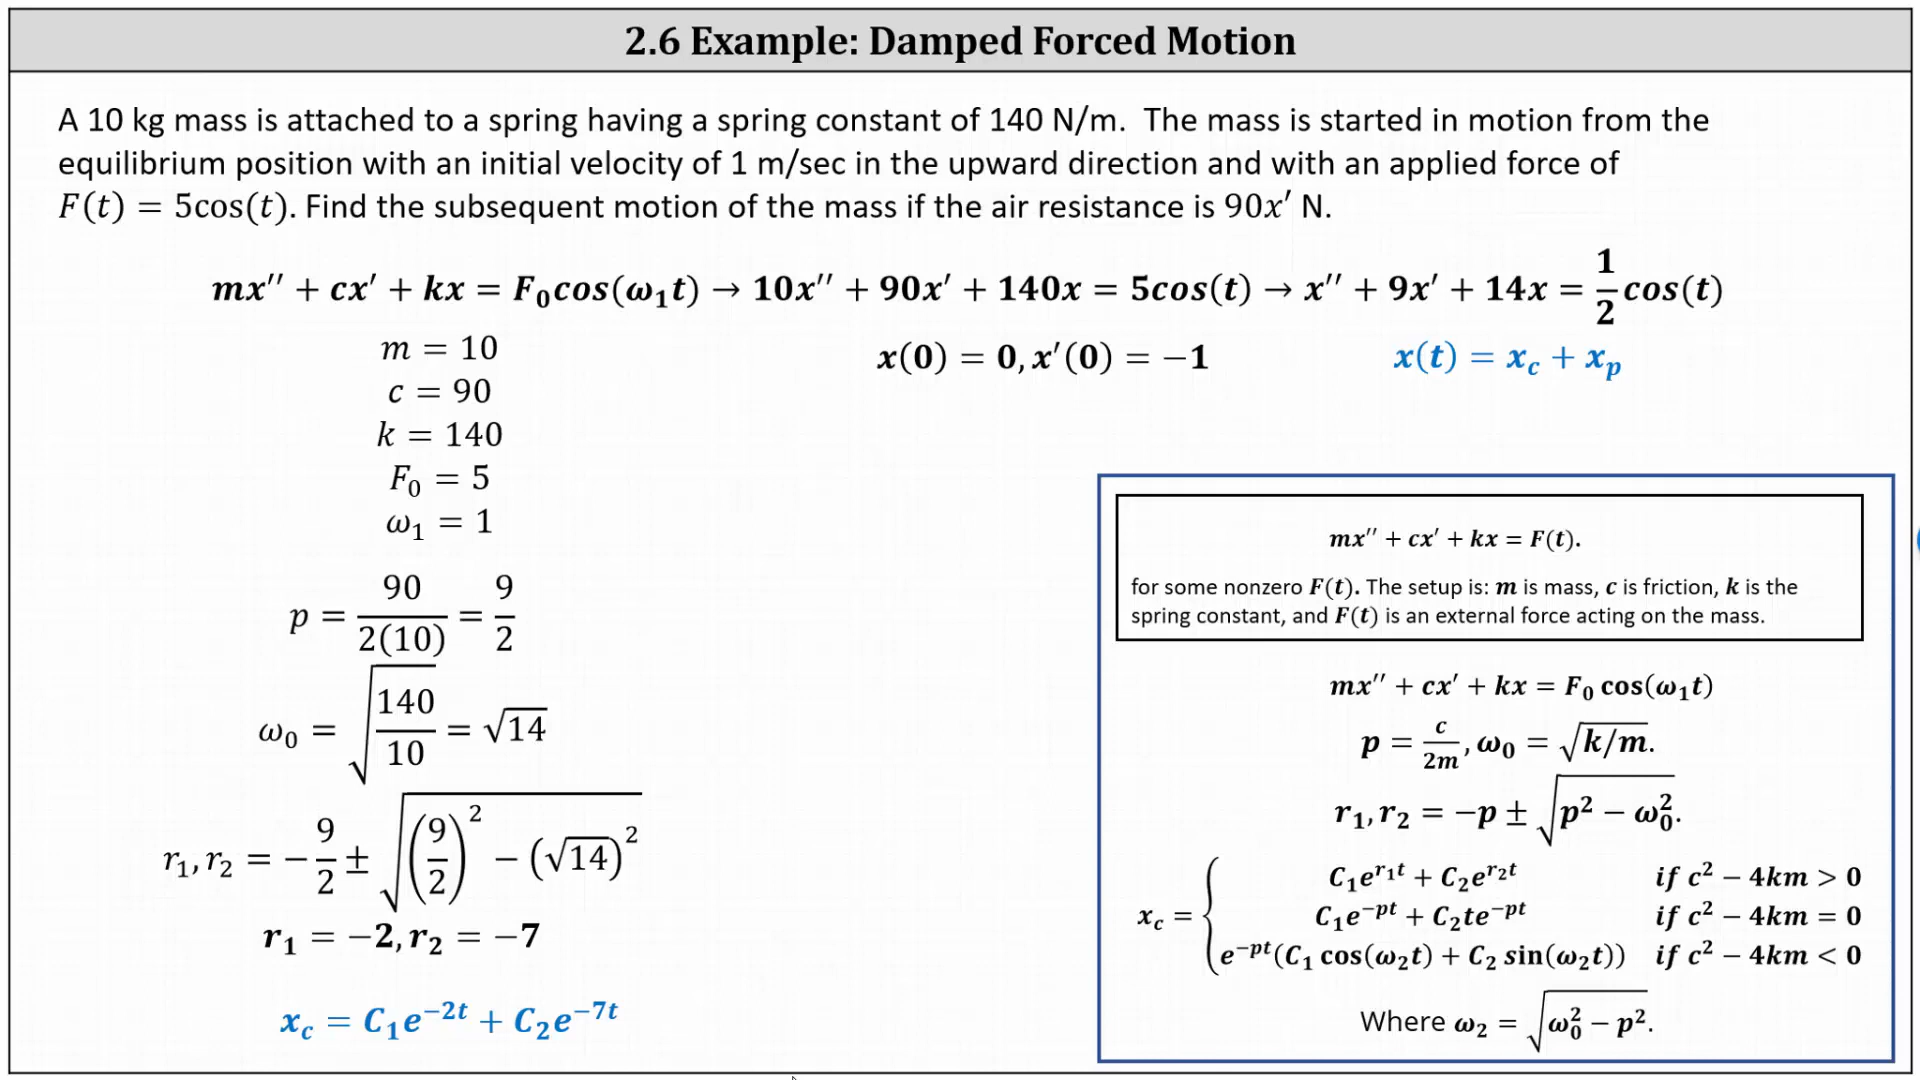 2.6 Example: Damped Forced Motion
A 10 kg mass is attached to a spring having a spring constant of 140 N/m. The mass is started in motion from the
equilibrium position with an initial velocity of 1 m/sec in the upward direction and with an applied force of
F(t) = 5cos(t). Find the subsequent motion of the mass if the air resistance is 90x′ N.
mx″ + cx′ + kx = F₀cos(ω₁t) → 10x″ + 90x′ + 140x = 5cos(t) → x″ + 9x′ + 14x = 1/2 cos(t)
m = 10
x(0) = 0, x′(0) = −1
x(t) = x_c + x_p
c = 90
k = 140
F₀ = 5
ω₁ = 1
p = 90/2(10) = 9/2
ω₀ = √(140/10) = √14
r₁, r₂ = −9/2 ± √((9/2)² − (√14)²)
r₁ = −2, r₂ = −7
x_c = C₁e^(−2t) + C₂e^(−7t)
mx″ + cx′ + kx = F(t).
for some nonzero F(t). The setup is: m is mass, c is friction, k is the
spring constant, and F(t) is an external force acting on the mass.
mx″ + cx′ + kx = F₀ cos(ω₁t)
p = c/2m, ω₀ = √(k/m).
r₁, r₂ = −p ± √(p² − ω₀²).
x_c = {
C₁e^(r₁t) + C₂e^(r₂t) if c² − 4km > 0
C₁e^(−pt) + C₂te^(−pt) if c² − 4km = 0
e^(−pt)(C₁ cos(ω₂t) + C₂ sin(ω₂t)) if c² − 4km < 0
Where ω₂ = √(ω₀² − p²).